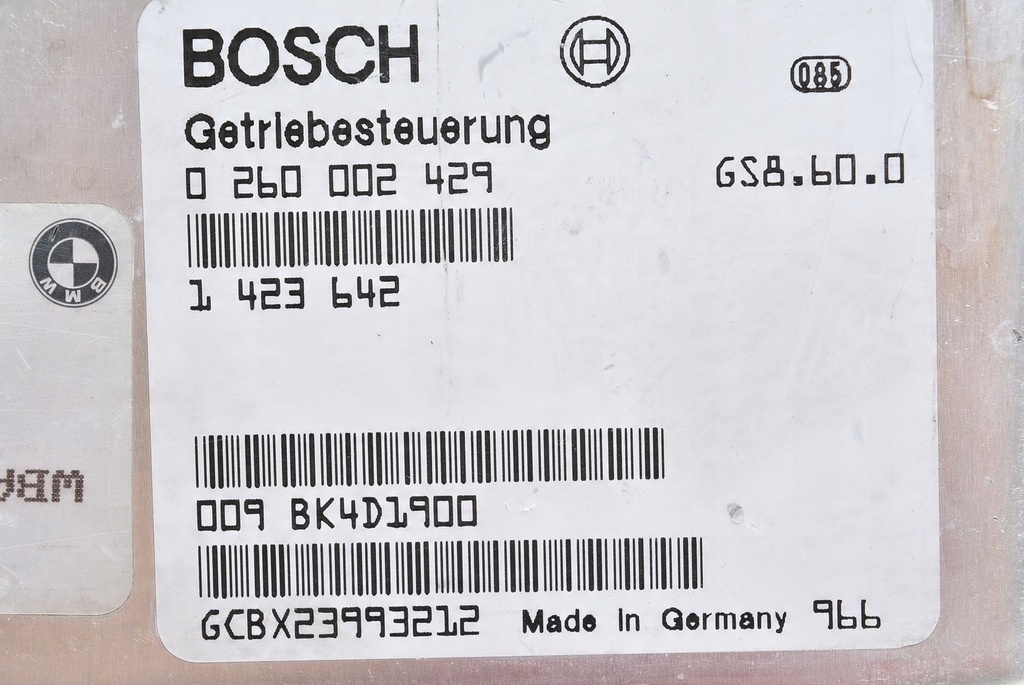 BOSCH
085
Getriebesteuerung
0 260 002 429
GS8.60.0
1 423 642
BMW
009 BK4D1900
GCBX23993212 Made in Germany 966